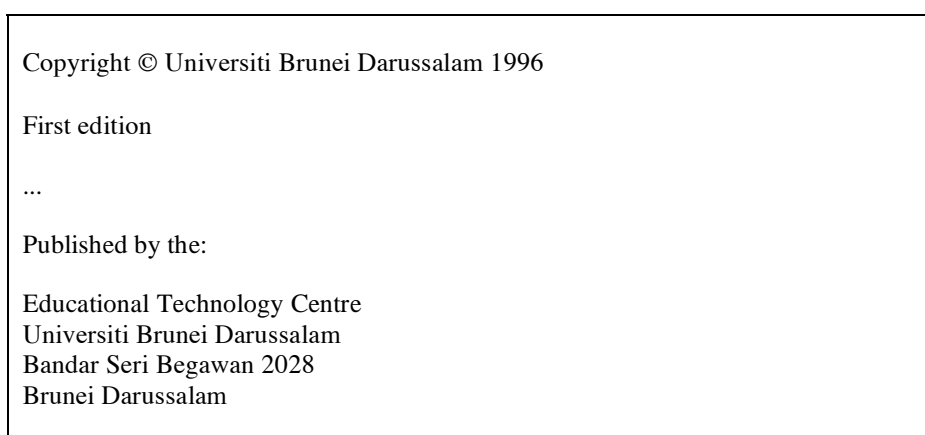 Copyright © Universiti Brunei Darussalam 1996
First edition
...
Published by the:
Educational Technology Centre
Universiti Brunei Darussalam
Bandar Seri Begawan 2028
Brunei Darussalam